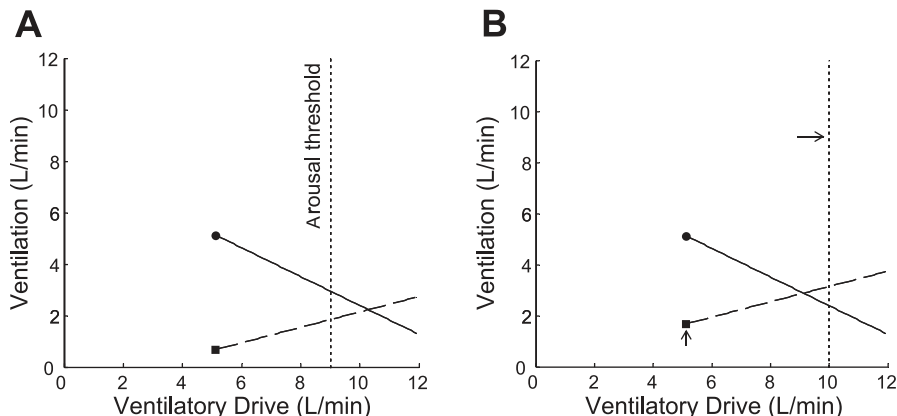 A
12
10
8
6
4
2
0
Ventilation (L/min)
Arousal threshold
0 2 4 6 8 10 12
Ventilatory Drive (L/min)
B
12
10
8
6
4
2
0
Ventilation (L/min)
0 2 4 6 8 10 12
Ventilatory Drive (L/min)